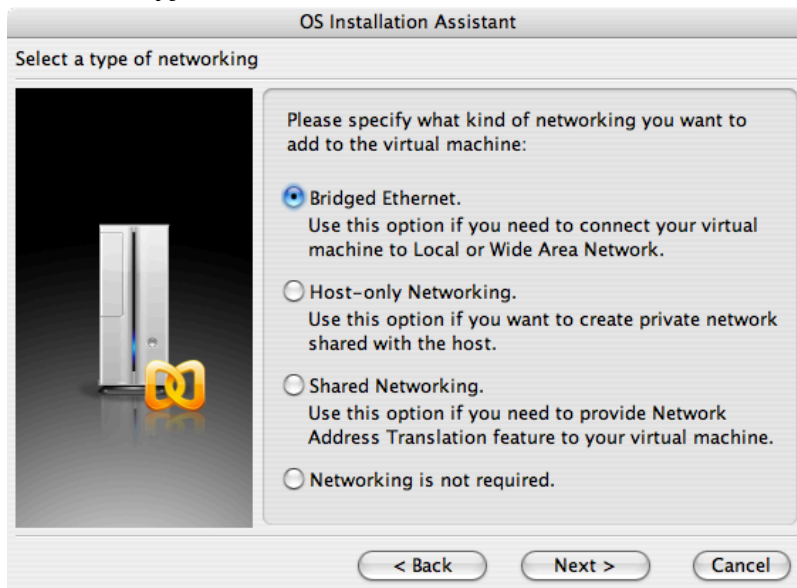 OS Installation Assistant
Select a type of networking
Please specify what kind of networking you want to
add to the virtual machine:
Bridged Ethernet.
Use this option if you need to connect your virtual
machine to Local or Wide Area Network.
Host-only Networking.
Use this option if you want to create private network
shared with the host.
Shared Networking.
Use this option if you need to provide Network
Address Translation feature to your virtual machine.
Networking is not required.
< Back
Next >
Cancel